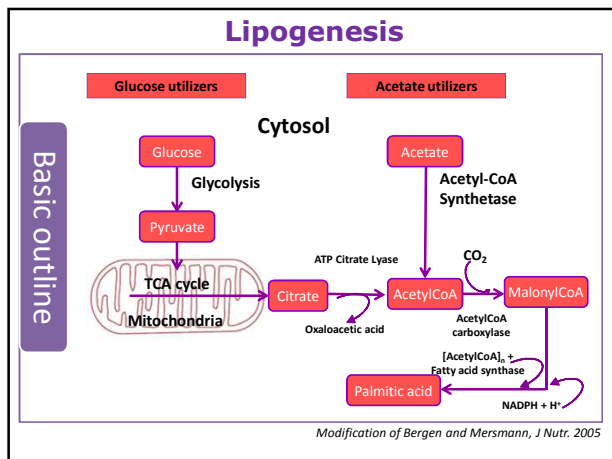 Lipogenesis
Basic outline
Glucose utilizers
Acetate utilizers
Cytosol
Glucose
Glycolysis
Pyruvate
TCA cycle
Mitochondria
Citrate
ATP Citrate Lyase
Oxaloacetic acid
Acetate
Acetyl-CoA
Synthetase
AcetylCoA
CO₂
AcetylCoA
carboxylase
MalonylCoA
[AcetylCoA]ₙ +
Fatty acid synthase
NADPH + H⁺
Palmitic acid
Modification of Bergen and Mersmann, J Nutr. 2005